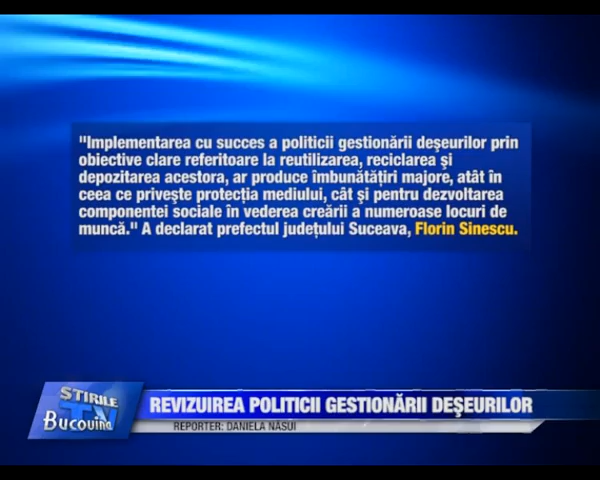 "Implementarea cu succes a politicii gestionării deşeurilor prin
obiective clare referitoare la reutilizarea, reciclarea şi
depozitarea acestora, ar produce îmbunătăţiri majore, atât în
ceea ce priveşte protecţia mediului, cât şi pentru dezvoltarea
componentei sociale în vederea creării a numeroase locuri de
muncă." A declarat prefectul judeţului Suceava, Florin Sinescu.
ŞTIRILE
TV
Bucovina
REVIZUIREA POLITICII GESTIONĂRII DEŞEURILOR
REPORTER: DANIELA NĂSUI